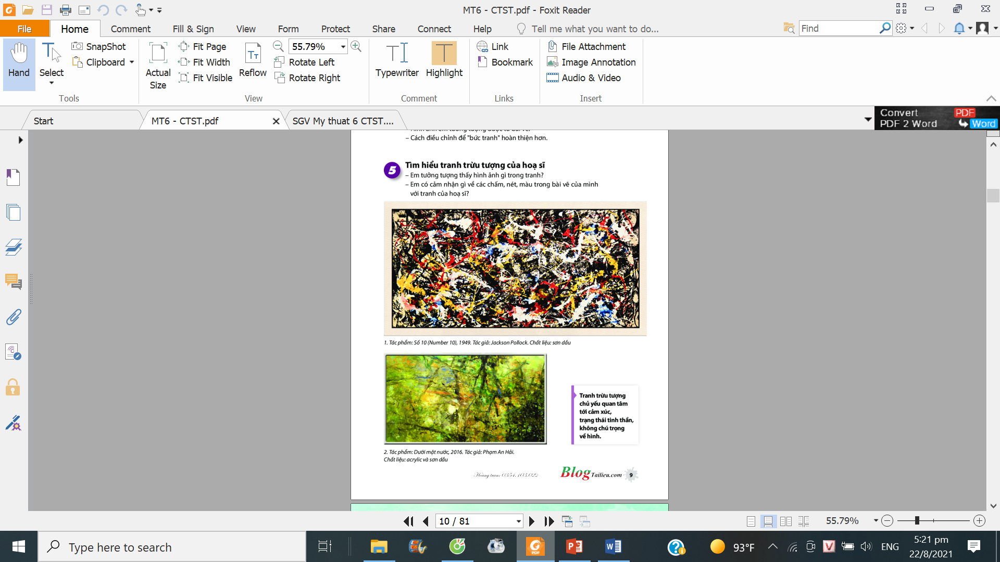 MT6 - CTST.pdf - Foxit Reader
File Home Comment Fill & Sign View Form Protect Share Connect Help Tell me what you want to do... Find
Hand
Select
SnapShot
Clipboard
Tools
Actual Size
Fit Page
Fit Width
Fit Visible
Reflow
55.79%
Rotate Left
Rotate Right
View
Typewriter
Highlight
Comment
Link
Bookmark
Links
File Attachment
Image Annotation
Audio & Video
Insert
Start
MT6 - CTST.pdf
SGV My thuat 6 CTST....
Convert PDF
PDF 2 Word Word
– Cách điều chỉnh để "bức tranh" hoàn thiện hơn.
5 Tìm hiểu tranh trừu tượng của hoạ sĩ
– Em tưởng tượng thấy hình ảnh gì trong tranh?
– Em có cảm nhận gì về các chấm, nét, màu trong bài vẽ của mình
với tranh của hoạ sĩ?
1. Tác phẩm: Số 10 (Number 10), 1949. Tác giả: Jackson Pollock. Chất liệu: sơn dầu
Tranh trừu tượng
chủ yếu quan tâm
tới cảm xúc,
trạng thái tinh thần,
không chú trọng
về hình.
2. Tác phẩm: Dưới mặt nước, 2016. Tác giả: Phạm An Hải.
Chất liệu: acrylic và sơn dầu
Hoàng tran: 0354.103.022
BlogTailieu.com 9
10 / 81
55.79%
Type here to search
93°F
ENG
5:21 pm
22/8/2021